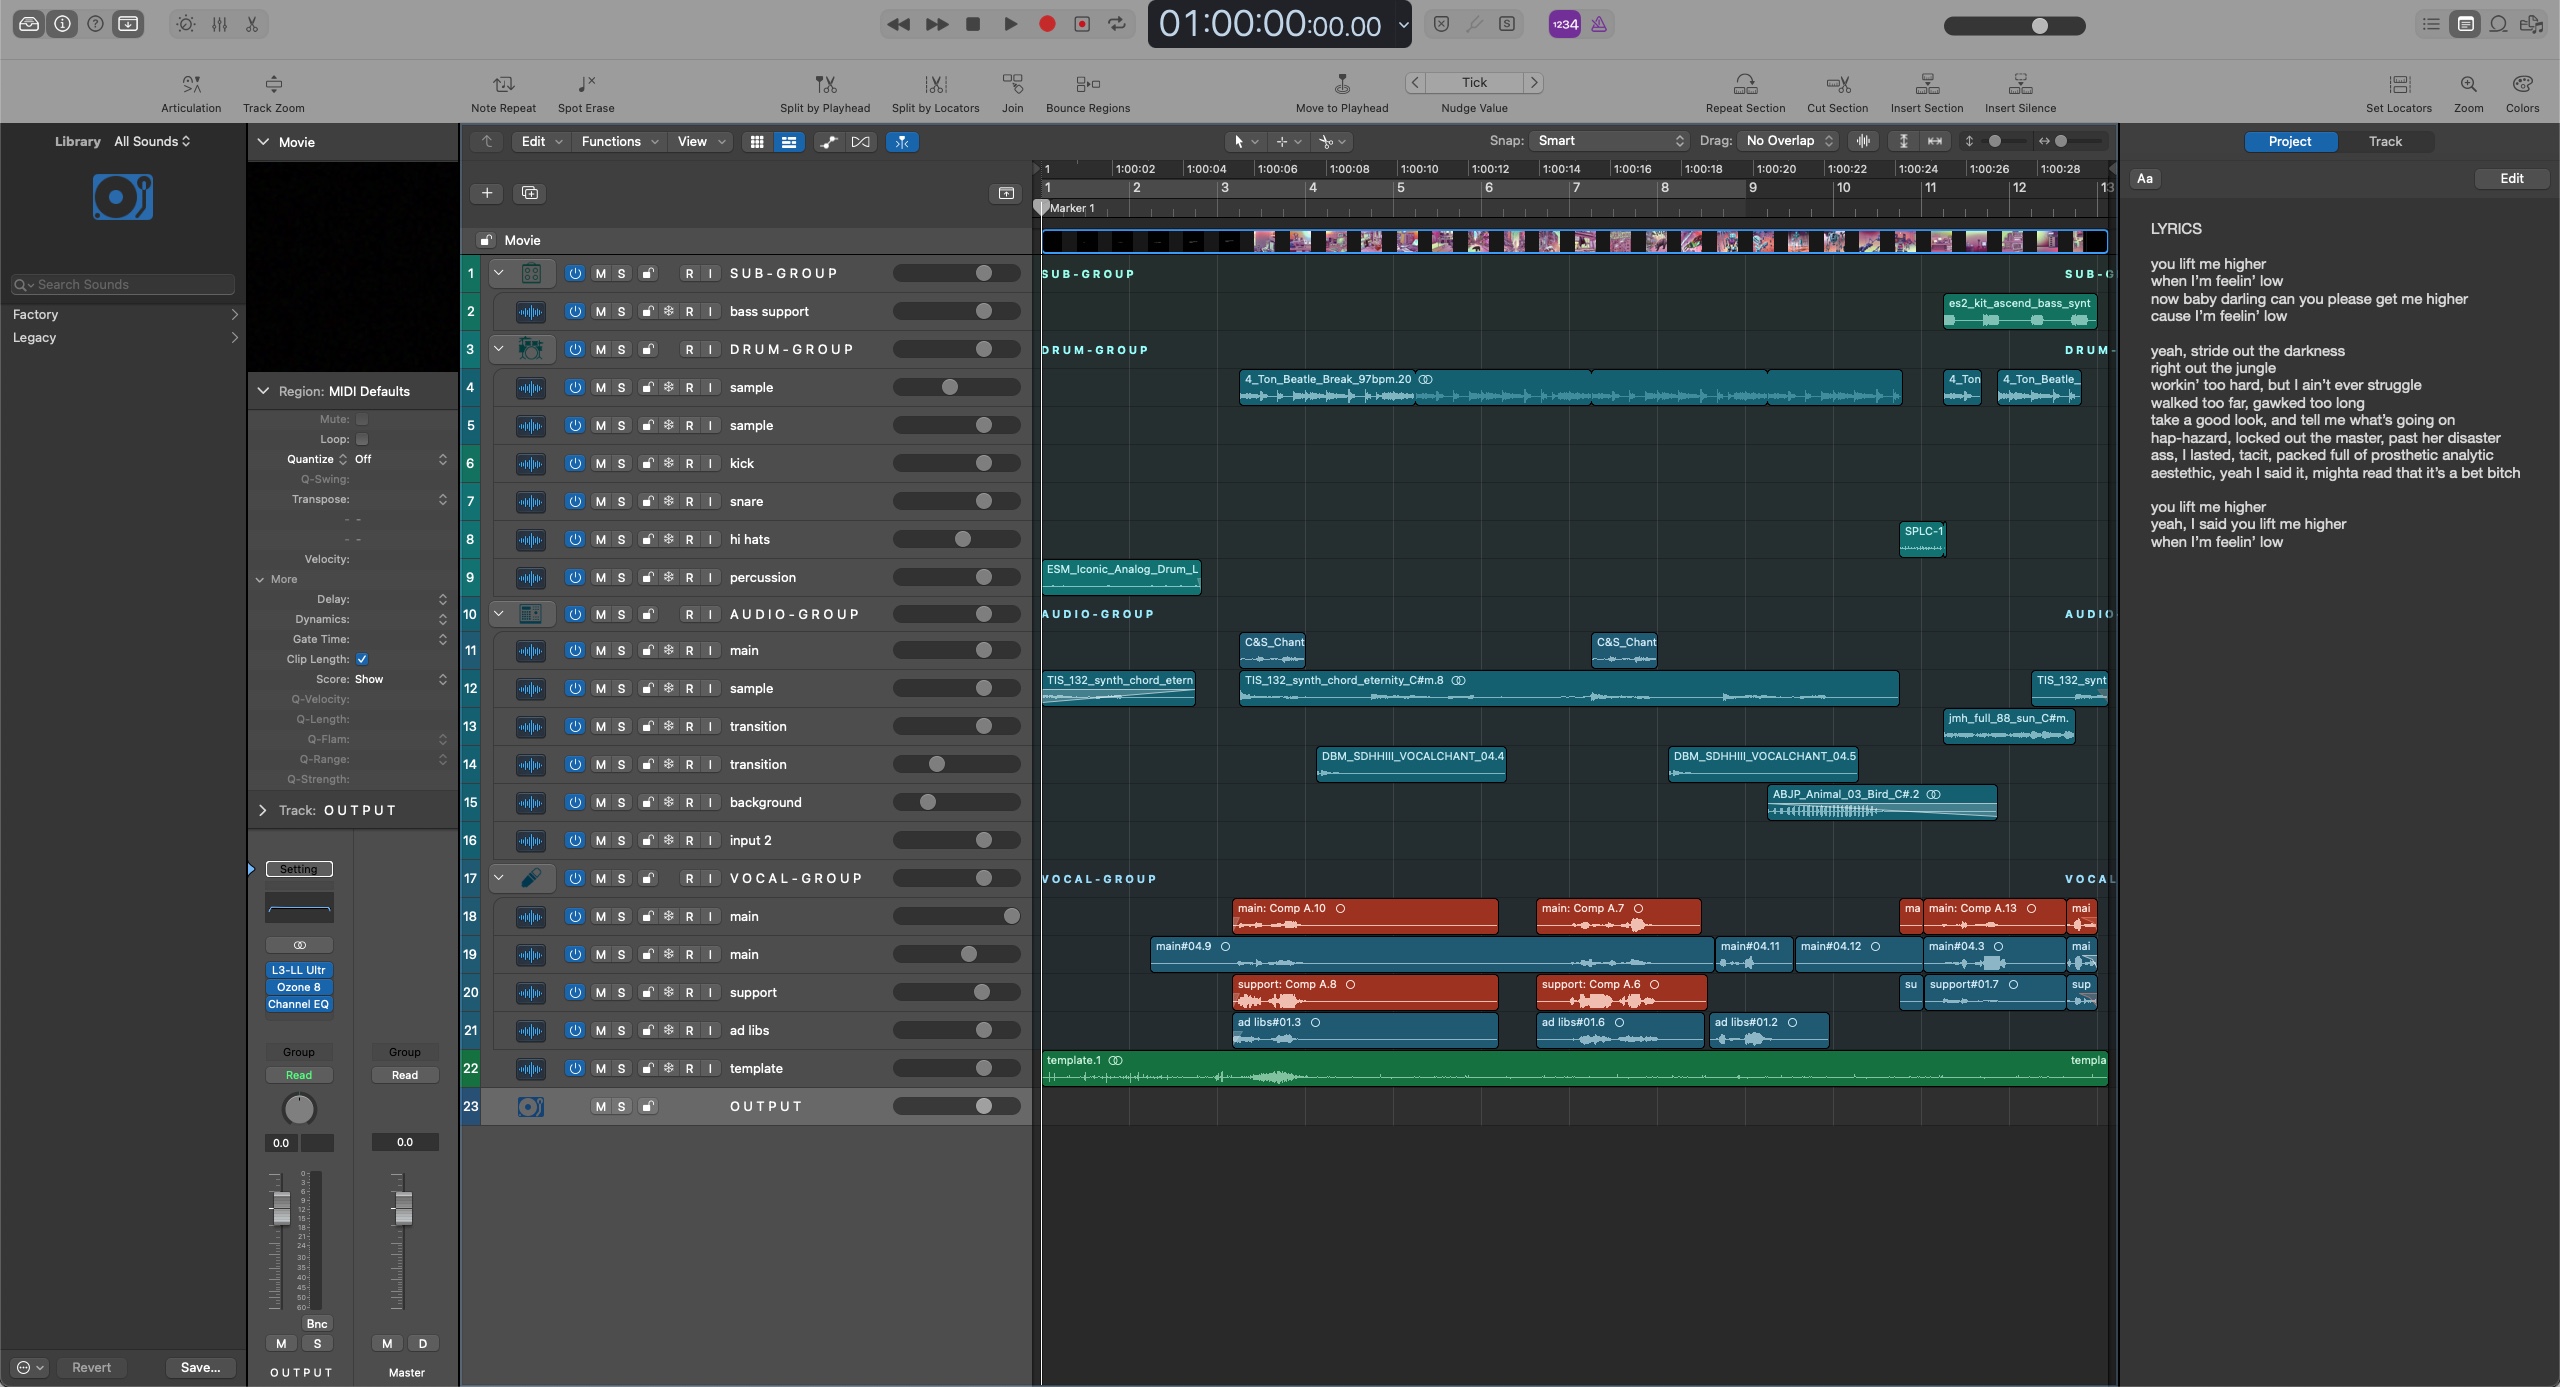 01:00:00:00.00
1234
Articulation
Track Zoom
Note Repeat
Spot Erase
Split by Playhead
Split by Locators
Join
Bounce Regions
Move to Playhead
Tick
Nudge Value
Repeat Section
Cut Section
Insert Section
Insert Silence
Set Locators
Zoom
Colors
Library All Sounds
Search Sounds
Factory
Legacy
Revert
Save...
Movie
Region: MIDI Defaults
Mute:
Loop:
Quantize Off
Q-Swing:
Transpose:
- -
- -
Velocity:
More
Delay:
Dynamics:
Gate Time:
Clip Length:
Score: Show
Q-Velocity:
Q-Length:
Q-Flam:
Q-Range:
Q-Strength:
Track: OUTPUT
Setting
L3-LL Ultr
Ozone 8
Channel EQ
Group Group
Read Read
0.0 0.0
0
3
6
9
12
15
18
21
24
30
35
40
45
50
60
Bnc
M S M D
OUTPUT Master
Edit Functions View
Snap: Smart Drag: No Overlap
1 1:00:02 1:00:04 1:00:06 1:00:08 1:00:10 1:00:12 1:00:14 1:00:16 1:00:18 1:00:20 1:00:22 1:00:24 1:00:26 1:00:28
1 2 3 4 5 6 7 8 9 10 11 12 13
Marker 1
Movie
1 M S R I SUB-GROUP SUB-GROUP SUB-G
2 M S R I bass support es2_kit_ascend_bass_synt
3 M S R I DRUM-GROUP DRUM-GROUP DRUM-
4 M S R I sample 4_Ton_Beatle_Break_97bpm.20 4_Ton 4_Ton_Beatle_
5 M S R I sample
6 M S R I kick
7 M S R I snare
8 M S R I hi hats SPLC-1
9 M S R I percussion ESM_Iconic_Analog_Drum_L
10 M S R I AUDIO-GROUP AUDIO-GROUP AUDIO
11 M S R I main C&S_Chant C&S_Chant
12 M S R I sample TIS_132_synth_chord_etern TIS_132_synth_chord_eternity_C#m.8 TIS_132_synt
13 M S R I transition jmh_full_88_sun_C#m.
14 M S R I transition DBM_SDHHIII_VOCALCHANT_04.4 DBM_SDHHIII_VOCALCHANT_04.5
15 M S R I background ABJP_Animal_03_Bird_C#.2
16 M S R I input 2
17 M S R I VOCAL-GROUP VOCAL-GROUP VOCAL
18 M S R I main main: Comp A.10 main: Comp A.7 ma main: Comp A.13 mai
19 M S R I main main#04.9 main#04.11 main#04.12 main#04.3 mai
20 M S R I support support: Comp A.8 support: Comp A.6 su support#01.7 sup
21 M S R I ad libs ad libs#01.3 ad libs#01.6 ad libs#01.2
22 M S R I template template.1 templa
23 M S OUTPUT
Project Track
Aa Edit
LYRICS
you lift me higher
when I'm feelin' low
now baby darling can you please get me higher
cause I'm feelin' low
yeah, stride out the darkness
right out the jungle
workin' too hard, but I ain't ever struggle
walked too far, gawked too long
take a good look, and tell me what's going on
hap-hazard, locked out the master, past her disaster
ass, I lasted, tacit, packed full of prosthetic analytic
aestethic, yeah I said it, mighta read that it's a bet bitch
you lift me higher
yeah, I said you lift me higher
when I'm feelin' low